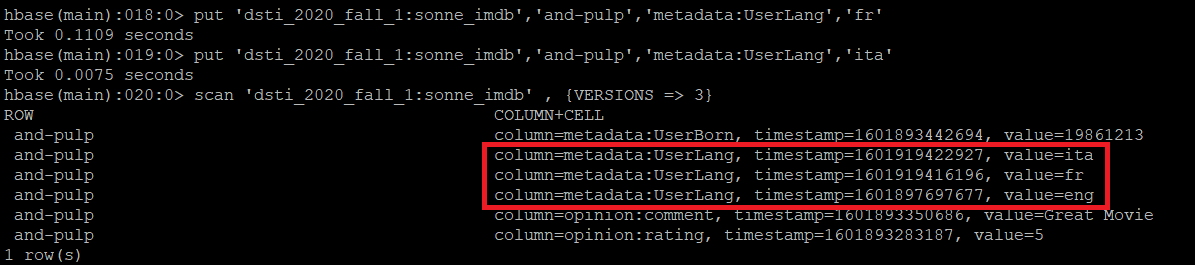 hbase(main):018:0> put 'dsti_2020_fall_1:sonne_imdb','and-pulp','metadata:UserLang','fr'
Took 0.1109 seconds
hbase(main):019:0> put 'dsti_2020_fall_1:sonne_imdb','and-pulp','metadata:UserLang','ita'
Took 0.0075 seconds
hbase(main):020:0> scan 'dsti_2020_fall_1:sonne_imdb' , {VERSIONS => 3}
ROW COLUMN+CELL
and-pulp column=metadata:UserBorn, timestamp=1601893442694, value=19861213
and-pulp column=metadata:UserLang, timestamp=1601919422927, value=ita
and-pulp column=metadata:UserLang, timestamp=1601919416196, value=fr
and-pulp column=metadata:UserLang, timestamp=1601897697677, value=eng
and-pulp column=opinion:comment, timestamp=1601893350686, value=Great Movie
and-pulp column=opinion:rating, timestamp=1601893283187, value=5
1 row(s)